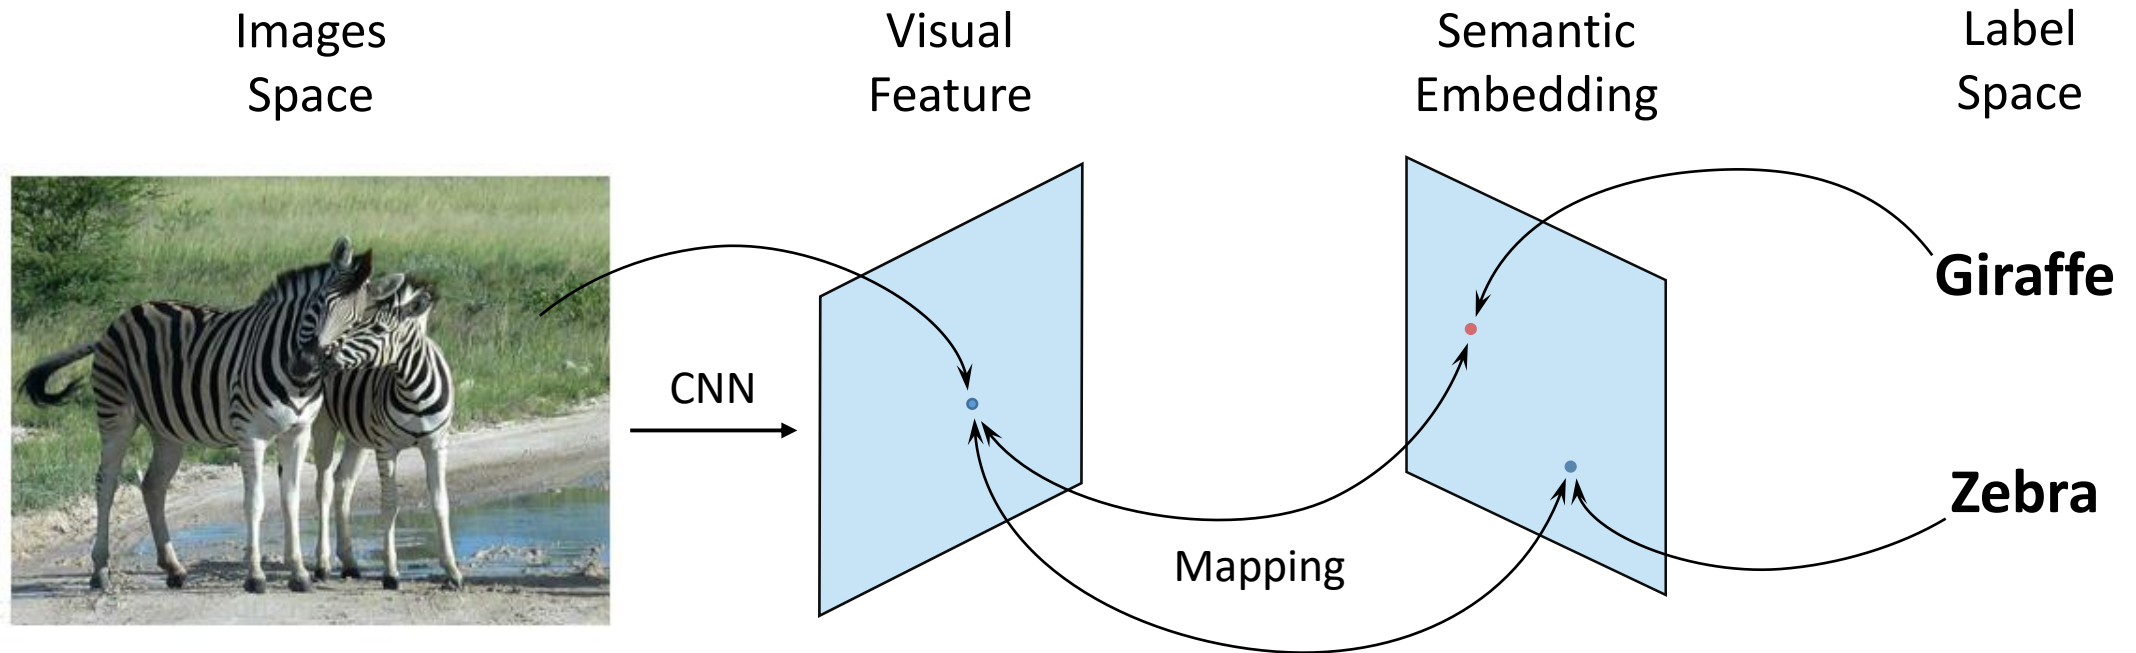 Images
Space
Visual
Feature
Semantic
Embedding
Label
Space
Giraffe
CNN
Zebra
Mapping